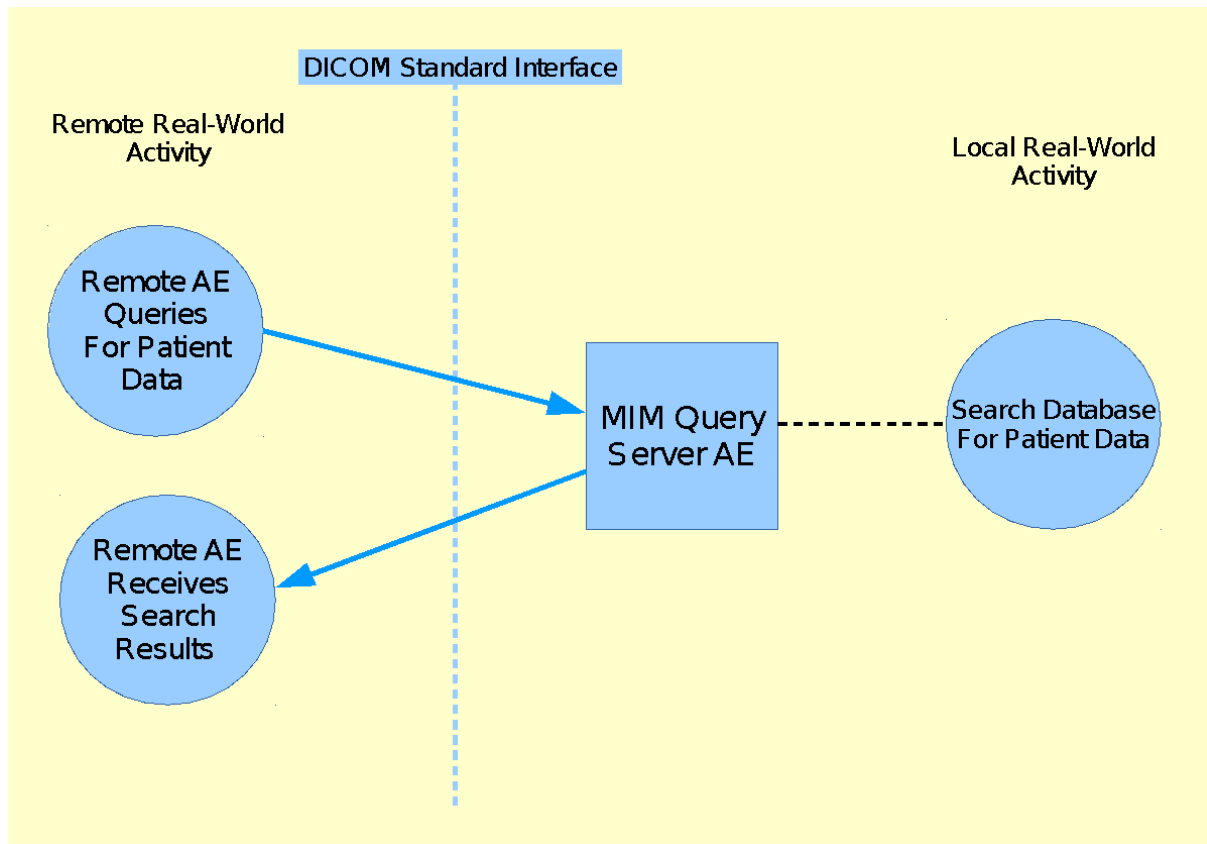 DICOM Standard Interface
Remote Real-World
Activity
Local Real-World
Activity
Remote AE
Queries
For Patient
Data
MIM Query
Server AE
Search Database
For Patient Data
Remote AE
Receives
Search
Results